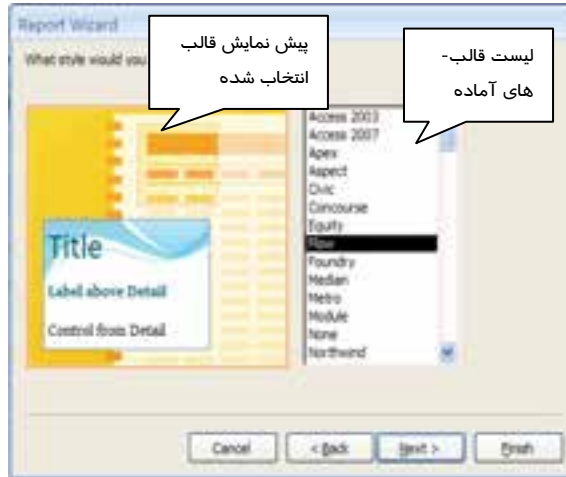 Report Wizard
What style would you
پیش نمایش قالب
انتخاب شده
لیست قالب-
های آماده
Title
Label above Detail
Control from Detail
Access 2003
Access 2007
Apex
Aspect
Civic
Concourse
Equity
Flow
Foundry
Median
Metro
Module
None
Northwind
Cancel
< Back
Next >
Finish